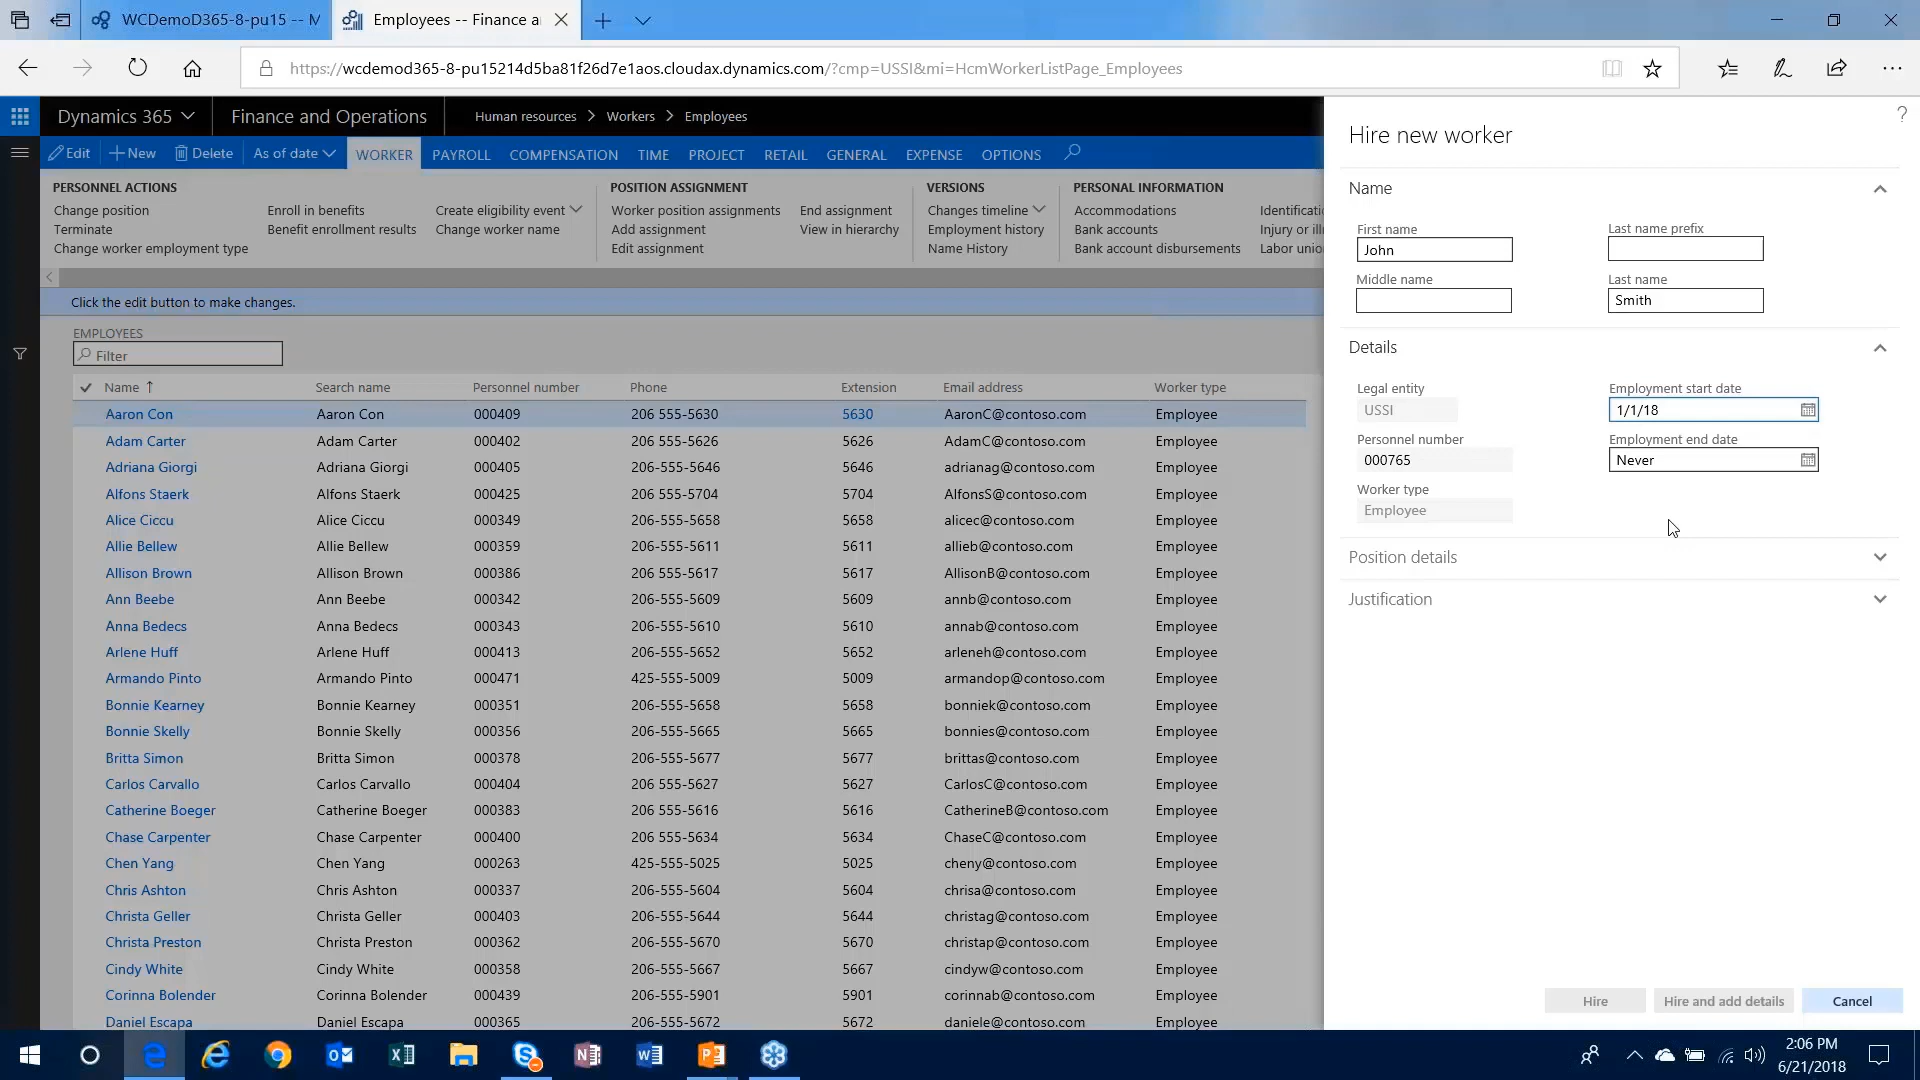 WCDemoD365-8-pu15 -- M
Employees -- Finance a
https://wcdemod365-8-pu15214d5ba81f26d7e1aos.cloudax.dynamics.com/?cmp=USSI&mi=HcmWorkerListPage_Employees
Dynamics 365 Finance and Operations Human resources > Workers > Employees
Edit New Delete As of date WORKER PAYROLL COMPENSATION TIME PROJECT RETAIL GENERAL EXPENSE OPTIONS
PERSONNEL ACTIONS
Change position
Terminate
Change worker employment type
Enroll in benefits
Benefit enrollment results
Create eligibility event
Change worker name
POSITION ASSIGNMENT
Worker position assignments
Add assignment
Edit assignment
End assignment
View in hierarchy
VERSIONS
Changes timeline
Employment history
Name History
PERSONAL INFORMATION
Accommodations
Bank accounts
Bank account disbursements
Identificati
Injury or ill
Labor unio
Click the edit button to make changes.
EMPLOYEES
Filter
Name Search name Personnel number Phone Extension Email address Worker type
Aaron Con Aaron Con 000409 206 555-5630 5630 AaronC@contoso.com Employee
Adam Carter Adam Carter 000402 206 555-5626 5626 AdamC@contoso.com Employee
Adriana Giorgi Adriana Giorgi 000405 206 555-5646 5646 adrianag@contoso.com Employee
Alfons Staerk Alfons Staerk 000425 206 555-5704 5704 AlfonsS@contoso.com Employee
Alice Ciccu Alice Ciccu 000349 206-555-5658 5658 alicec@contoso.com Employee
Allie Bellew Allie Bellew 000359 206-555-5611 5611 allieb@contoso.com Employee
Allison Brown Allison Brown 000386 206 555-5617 5617 AllisonB@contoso.com Employee
Ann Beebe Ann Beebe 000342 206-555-5609 5609 annb@contoso.com Employee
Anna Bedecs Anna Bedecs 000343 206-555-5610 5610 annab@contoso.com Employee
Arlene Huff Arlene Huff 000413 206-555-5652 5652 arleneh@contoso.com Employee
Armando Pinto Armando Pinto 000471 425-555-5009 5009 armandop@contoso.com Employee
Bonnie Kearney Bonnie Kearney 000351 206-555-5658 5658 bonniek@contoso.com Employee
Bonnie Skelly Bonnie Skelly 000356 206-555-5665 5665 bonnies@contoso.com Employee
Britta Simon Britta Simon 000378 206-555-5677 5677 brittas@contoso.com Employee
Carlos Carvallo Carlos Carvallo 000404 206 555-5627 5627 CarlosC@contoso.com Employee
Catherine Boeger Catherine Boeger 000383 206 555-5616 5616 CatherineB@contoso.com Employee
Chase Carpenter Chase Carpenter 000400 206 555-5634 5634 ChaseC@contoso.com Employee
Chen Yang Chen Yang 000263 425-555-5025 5025 cheny@contoso.com Employee
Chris Ashton Chris Ashton 000337 206-555-5604 5604 chrisa@contoso.com Employee
Christa Geller Christa Geller 000403 206-555-5644 5644 christag@contoso.com Employee
Christa Preston Christa Preston 000362 206-555-5670 5670 christap@contoso.com Employee
Cindy White Cindy White 000358 206-555-5667 5667 cindyw@contoso.com Employee
Corinna Bolender Corinna Bolender 000439 206-555-5901 5901 corinnab@contoso.com Employee
Daniel Escapa Daniel Escapa 000365 206-555-5672 5672 daniele@contoso.com Employee
?
Hire new worker
Name
First name Last name prefix
John
Middle name Last name
Smith
Details
Legal entity Employment start date
USSI 1/1/18
Personnel number Employment end date
000765 Never
Worker type
Employee
Position details
Justification
Hire Hire and add details Cancel
2:06 PM
6/21/2018